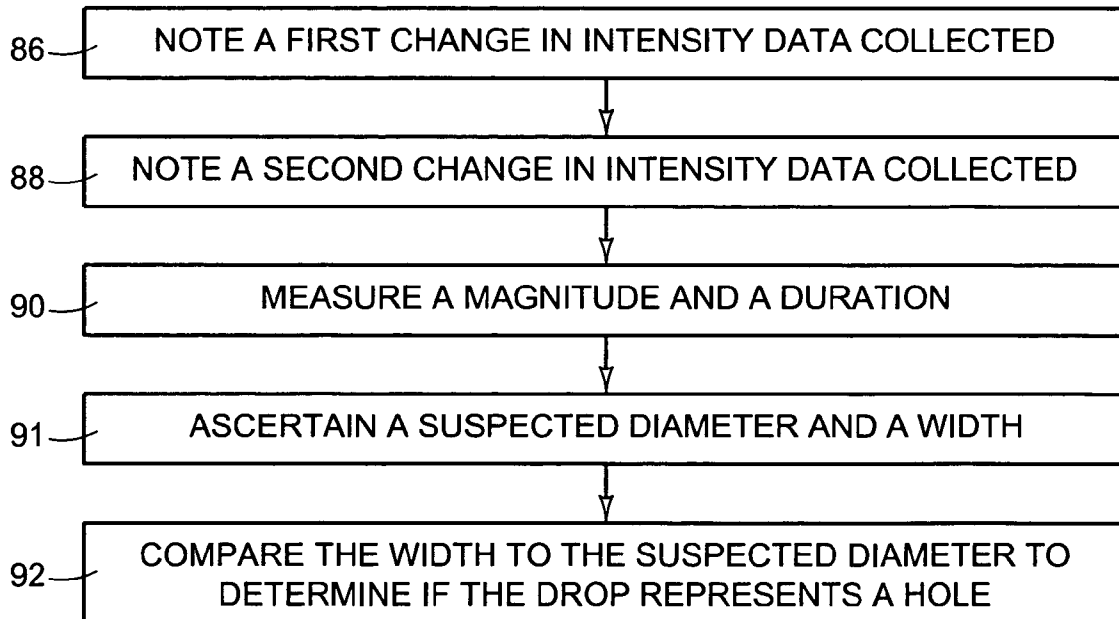 86
NOTE A FIRST CHANGE IN INTENSITY DATA COLLECTED
88
NOTE A SECOND CHANGE IN INTENSITY DATA COLLECTED
90
MEASURE A MAGNITUDE AND A DURATION
91
ASCERTAIN A SUSPECTED DIAMETER AND A WIDTH
92
COMPARE THE WIDTH TO THE SUSPECTED DIAMETER TO
DETERMINE IF THE DROP REPRESENTS A HOLE